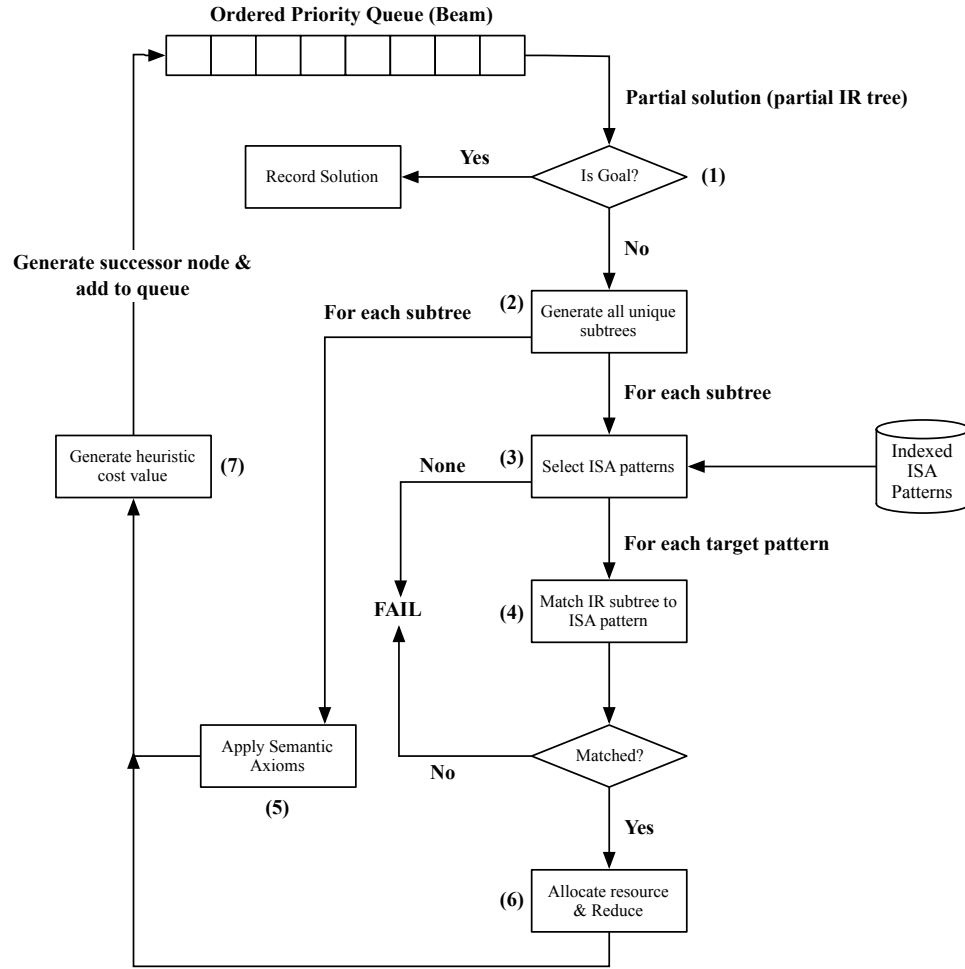 Ordered Priority Queue (Beam)
Partial solution (partial IR tree)
Yes
Record Solution
Is Goal?
(1)
No
Generate successor node &
add to queue
(2)
Generate all unique
subtrees
For each subtree
For each subtree
Generate heuristic
cost value
(7)
None
(3)
Select ISA patterns
Indexed
ISA
Patterns
For each target pattern
FAIL
(4)
Match IR subtree to
ISA pattern
Apply Semantic
Axioms
(5)
Matched?
No
Yes
(6)
Allocate resource
& Reduce